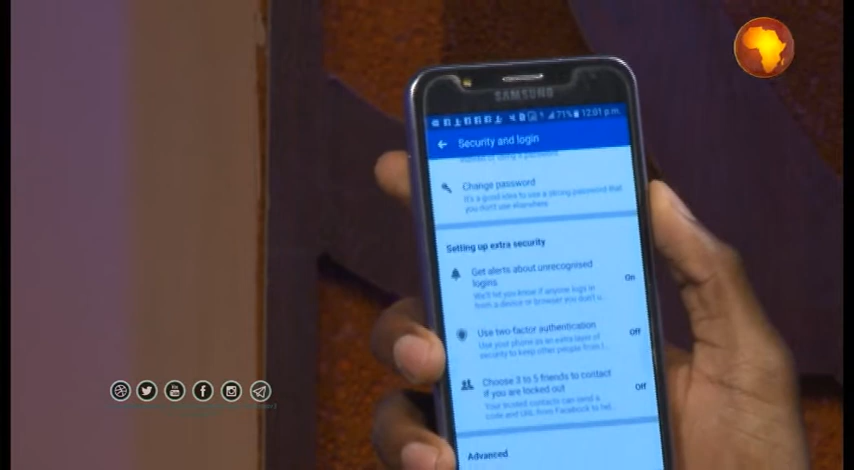 SAMSUNG
71% 12:01 p.m.
Security and login
Change password
It's a good idea to use a strong password that
you don't use elsewhere
Setting up extra security
Get alerts about unrecognised
logins
On
We'll let you know if anyone logs in
from a device or browser you don't u...
Use two factor authentication
Off
Use your phone as an extra layer of
security to keep other people from l...
Choose 3 to 5 friends to contact
if you are locked out
Off
Your trusted contacts can send a
code and URL from Facebook to hel...
Advanced
You